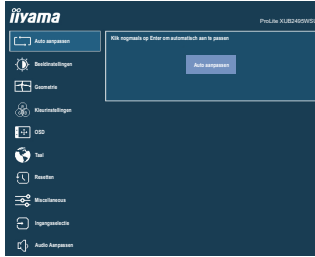 iiyama
ProLite XUB2495WSU
Auto aanpassen
Klik nogmaals op Enter om automatisch aan te passen
Auto aanpassen
Beeldinstellingen
Geometrie
Kleurinstellingen
OSD
Taal
Resetten
Miscellaneous
Ingangsselectie
Audio Aanpassen